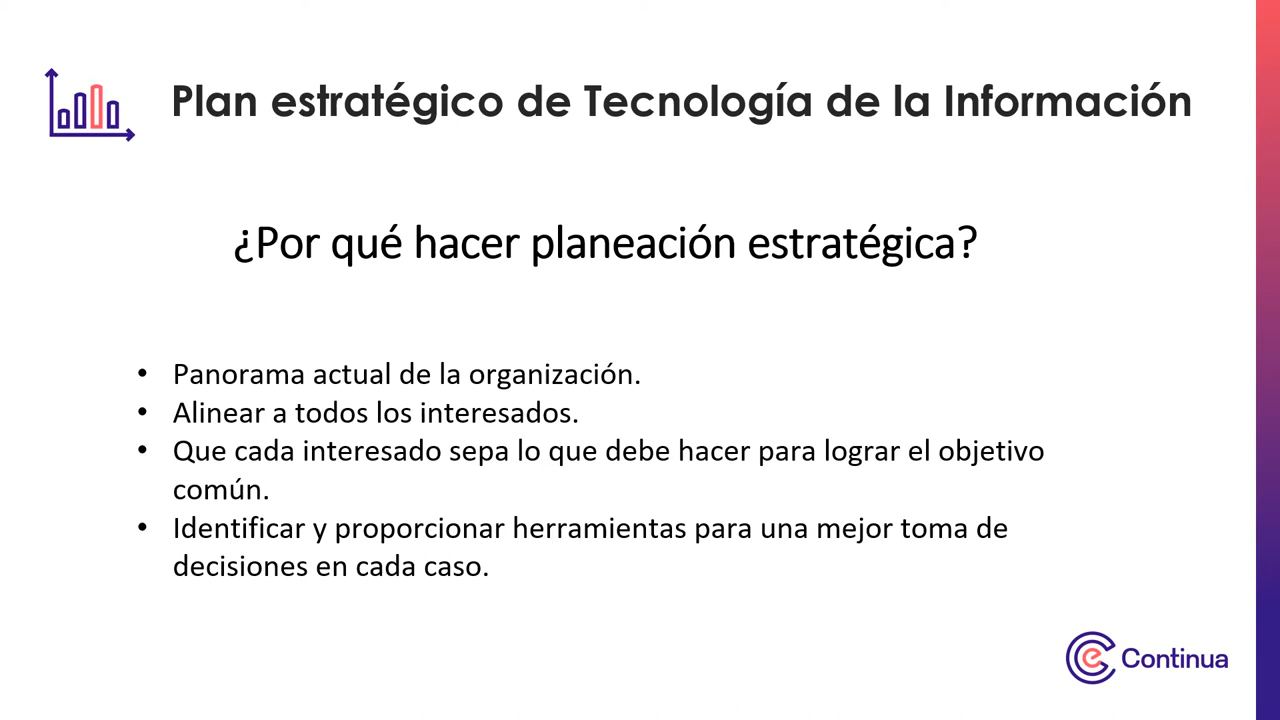 Plan estratégico de Tecnología de la Información
¿Por qué hacer planeación estratégica?
• Panorama actual de la organización.
• Alinear a todos los interesados.
• Que cada interesado sepa lo que debe hacer para lograr el objetivo
común.
• Identificar y proporcionar herramientas para una mejor toma de
decisiones en cada caso.
e Continua